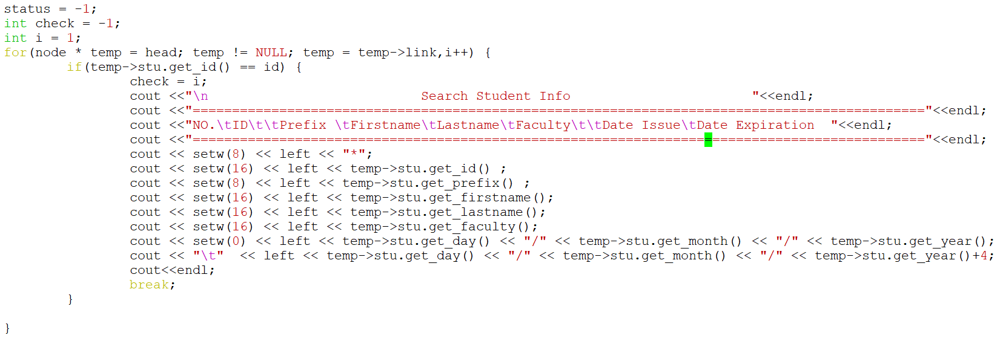 status = -1;
int check = -1;
int i = 1;
for(node * temp = head; temp != NULL; temp = temp->link,i++) {
        if(temp->stu.get_id() == id) {
                check = i;
                cout <<"\n                           Search Student Info                       "<<endl;
                cout <<"============================================================================================="<<endl;
                cout <<"NO.\tID\t\tPrefix \tFirstname\tLastname\tFaculty\t\tDate Issue\tDate Expiration  "<<endl;
                cout <<"============================================================================================="<<endl;
                cout << setw(8) << left << "*";
                cout << setw(16) << left << temp->stu.get_id() ;
                cout << setw(8) << left << temp->stu.get_prefix() ;
                cout << setw(16) << left << temp->stu.get_firstname();
                cout << setw(16) << left << temp->stu.get_lastname();
                cout << setw(16) << left << temp->stu.get_faculty();
                cout << setw(0) << left << temp->stu.get_day() << "/" << temp->stu.get_month() << "/" << temp->stu.get_year();
                cout << "\t"  << left << temp->stu.get_day() << "/" << temp->stu.get_month() << "/" << temp->stu.get_year()+4;
                cout<<endl;
                break;
        }
}